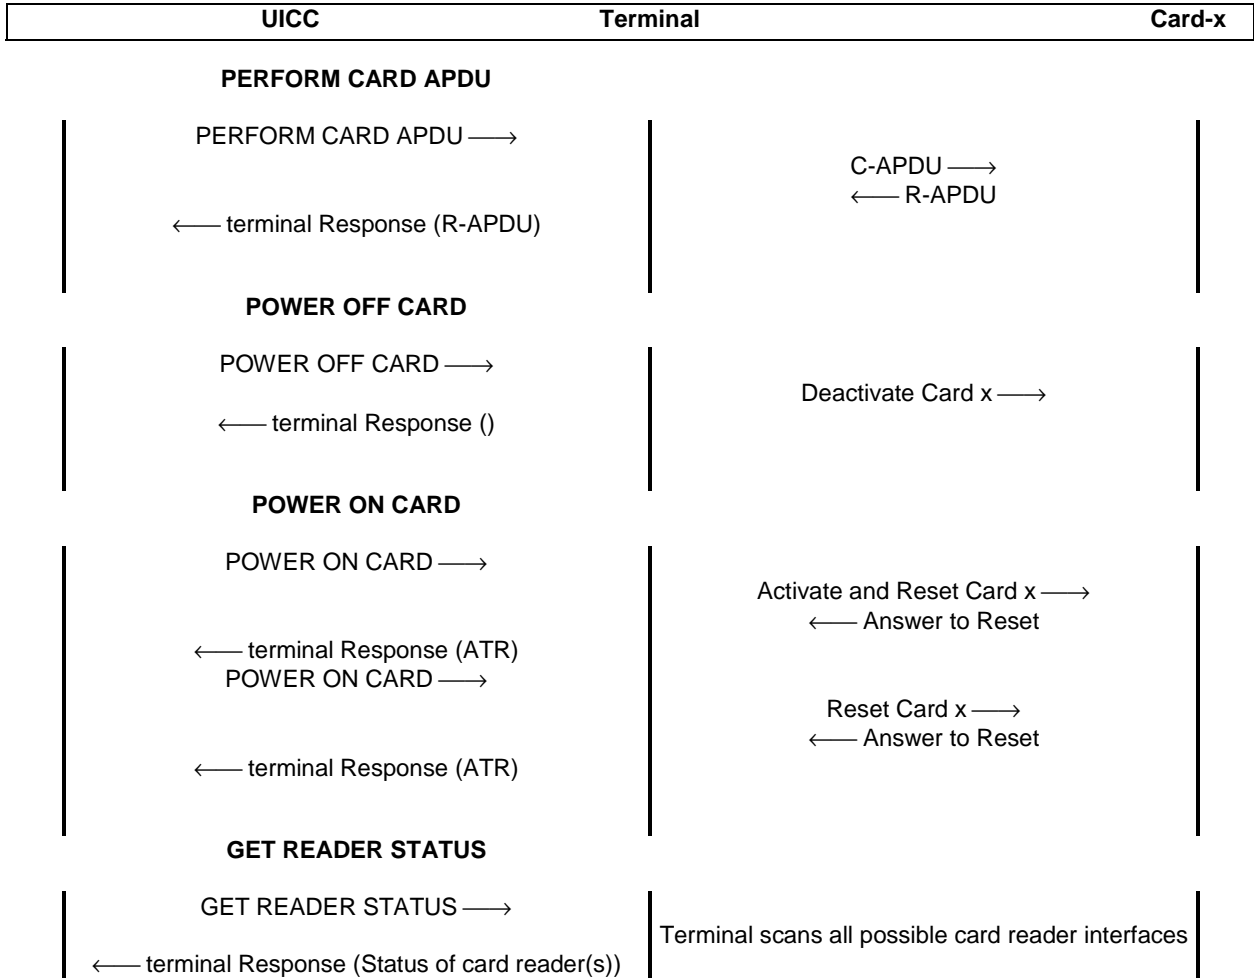 UICC Terminal Card-x
PERFORM CARD APDU
PERFORM CARD APDU ⟶
C-APDU ⟶
⟵ R-APDU
⟵ terminal Response (R-APDU)
POWER OFF CARD
POWER OFF CARD ⟶
Deactivate Card x ⟶
⟵ terminal Response ()
POWER ON CARD
POWER ON CARD ⟶
Activate and Reset Card x ⟶
⟵ Answer to Reset
⟵ terminal Response (ATR)
POWER ON CARD ⟶
Reset Card x ⟶
⟵ Answer to Reset
⟵ terminal Response (ATR)
GET READER STATUS
GET READER STATUS ⟶
Terminal scans all possible card reader interfaces
⟵ terminal Response (Status of card reader(s))